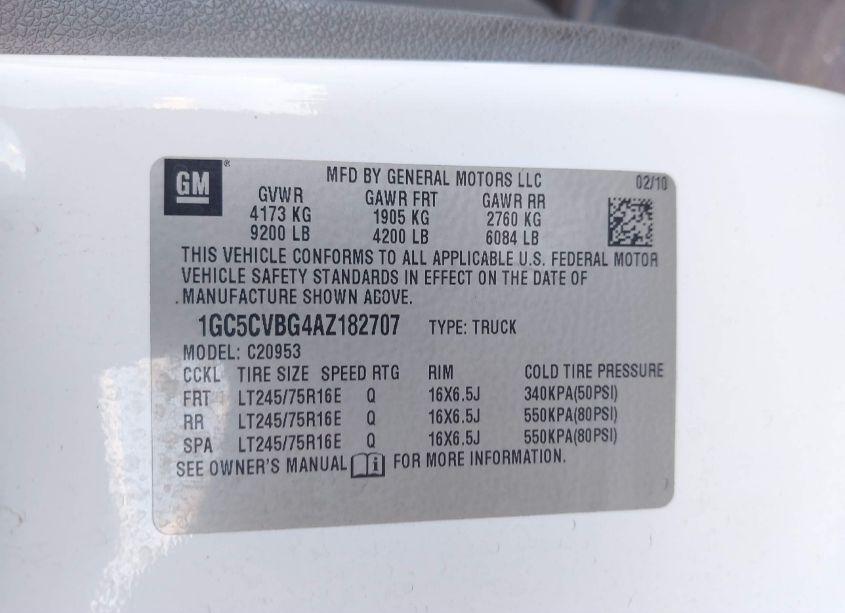 GM® MFD BY GENERAL MOTORS LLC 02/10
GVWR GAWR FRT GAWR RR
4173 KG 1905 KG 2760 KG
9200 LB 4200 LB 6084 LB
THIS VEHICLE CONFORMS TO ALL APPLICABLE U.S. FEDERAL MOTOR
VEHICLE SAFETY STANDARDS IN EFFECT ON THE DATE OF
MANUFACTURE SHOWN ABOVE.
1GC5CVBG4AZ182707 TYPE: TRUCK
MODEL: C20953
CCKL TIRE SIZE SPEED RTG RIM COLD TIRE PRESSURE
FRT LT245/75R16E Q 16X6.5J 340KPA(50PSI)
RR LT245/75R16E Q 16X6.5J 550KPA(80PSI)
SPA LT245/75R16E Q 16X6.5J 550KPA(80PSI)
SEE OWNER'S MANUAL FOR MORE INFORMATION.